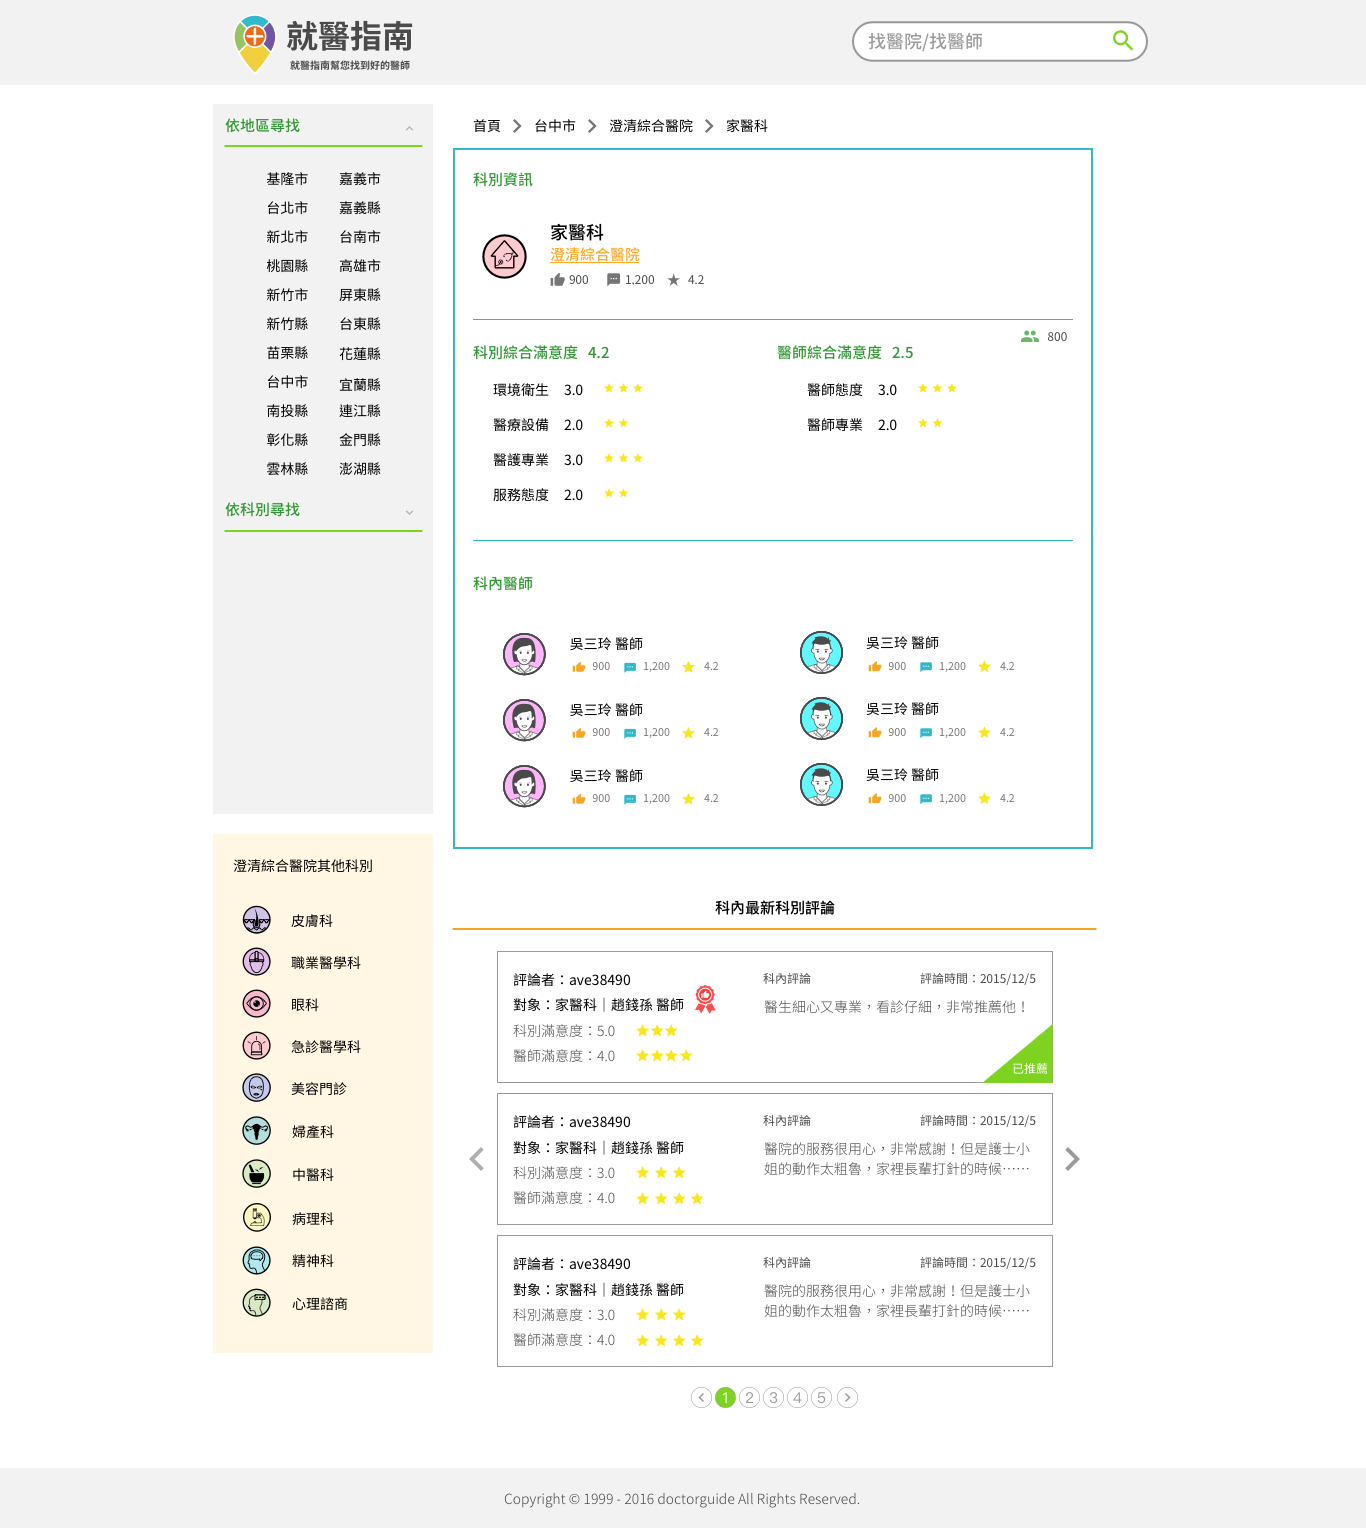 就醫指南
就醫指南幫您找到好的醫師
找醫院/找醫師
依地區尋找
基隆市 嘉義市
台北市 嘉義縣
新北市 台南市
桃園縣 高雄市
新竹市 屏東縣
新竹縣 台東縣
苗栗縣 花蓮縣
台中市 宜蘭縣
南投縣 連江縣
彰化縣 金門縣
雲林縣 澎湖縣
依科別尋找
澄清綜合醫院其他科別
皮膚科
職業醫學科
眼科
急診醫學科
美容門診
婦產科
中醫科
病理科
精神科
心理諮商
首頁 台中市 澄清綜合醫院 家醫科
科別資訊
家醫科
澄清綜合醫院
900 1,200 4.2
800
科別綜合滿意度 4.2
環境衛生 3.0
醫療設備 2.0
醫護專業 3.0
服務態度 2.0
醫師綜合滿意度 2.5
醫師態度 3.0
醫師專業 2.0
科內醫師
吳三玲 醫師
900 1,200 4.2
吳三玲 醫師
900 1,200 4.2
吳三玲 醫師
900 1,200 4.2
吳三玲 醫師
900 1,200 4.2
吳三玲 醫師
900 1,200 4.2
吳三玲 醫師
900 1,200 4.2
科內最新科別評論
評論者：ave38490
對象：家醫科｜趙錢孫 醫師
科別滿意度：5.0
醫師滿意度：4.0
科內評論 評論時間：2015/12/5
醫生細心又專業，看診仔細，非常推薦他！
已推薦
評論者：ave38490
對象：家醫科｜趙錢孫 醫師
科別滿意度：3.0
醫師滿意度：4.0
科內評論 評論時間：2015/12/5
醫院的服務很用心，非常感謝！但是護士小
姐的動作太粗魯，家裡長輩打針的時候⋯⋯
評論者：ave38490
對象：家醫科｜趙錢孫 醫師
科別滿意度：3.0
醫師滿意度：4.0
科內評論 評論時間：2015/12/5
醫院的服務很用心，非常感謝！但是護士小
姐的動作太粗魯，家裡長輩打針的時候⋯⋯
1 2 3 4 5
Copyright © 1999 - 2016 doctorguide All Rights Reserved.